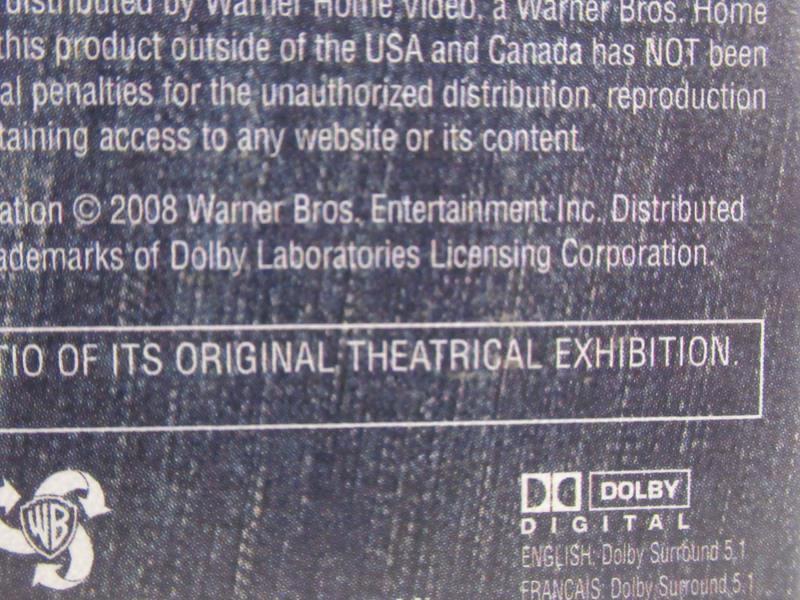 distributed by Warner Home Video, a Warner Bros. Home
this product outside of the USA and Canada has NOT been
al penalties for the unauthorized distribution, reproduction
taining access to any website or its content.
ation © 2008 Warner Bros. Entertainment Inc. Distributed
ademarks of Dolby Laboratories Licensing Corporation.
TIO OF ITS ORIGINAL THEATRICAL EXHIBITION.
WB
DOLBY
DIGITAL
ENGLISH: Dolby Surround 5.1
FRANÇAIS: Dolby Surround 5.1